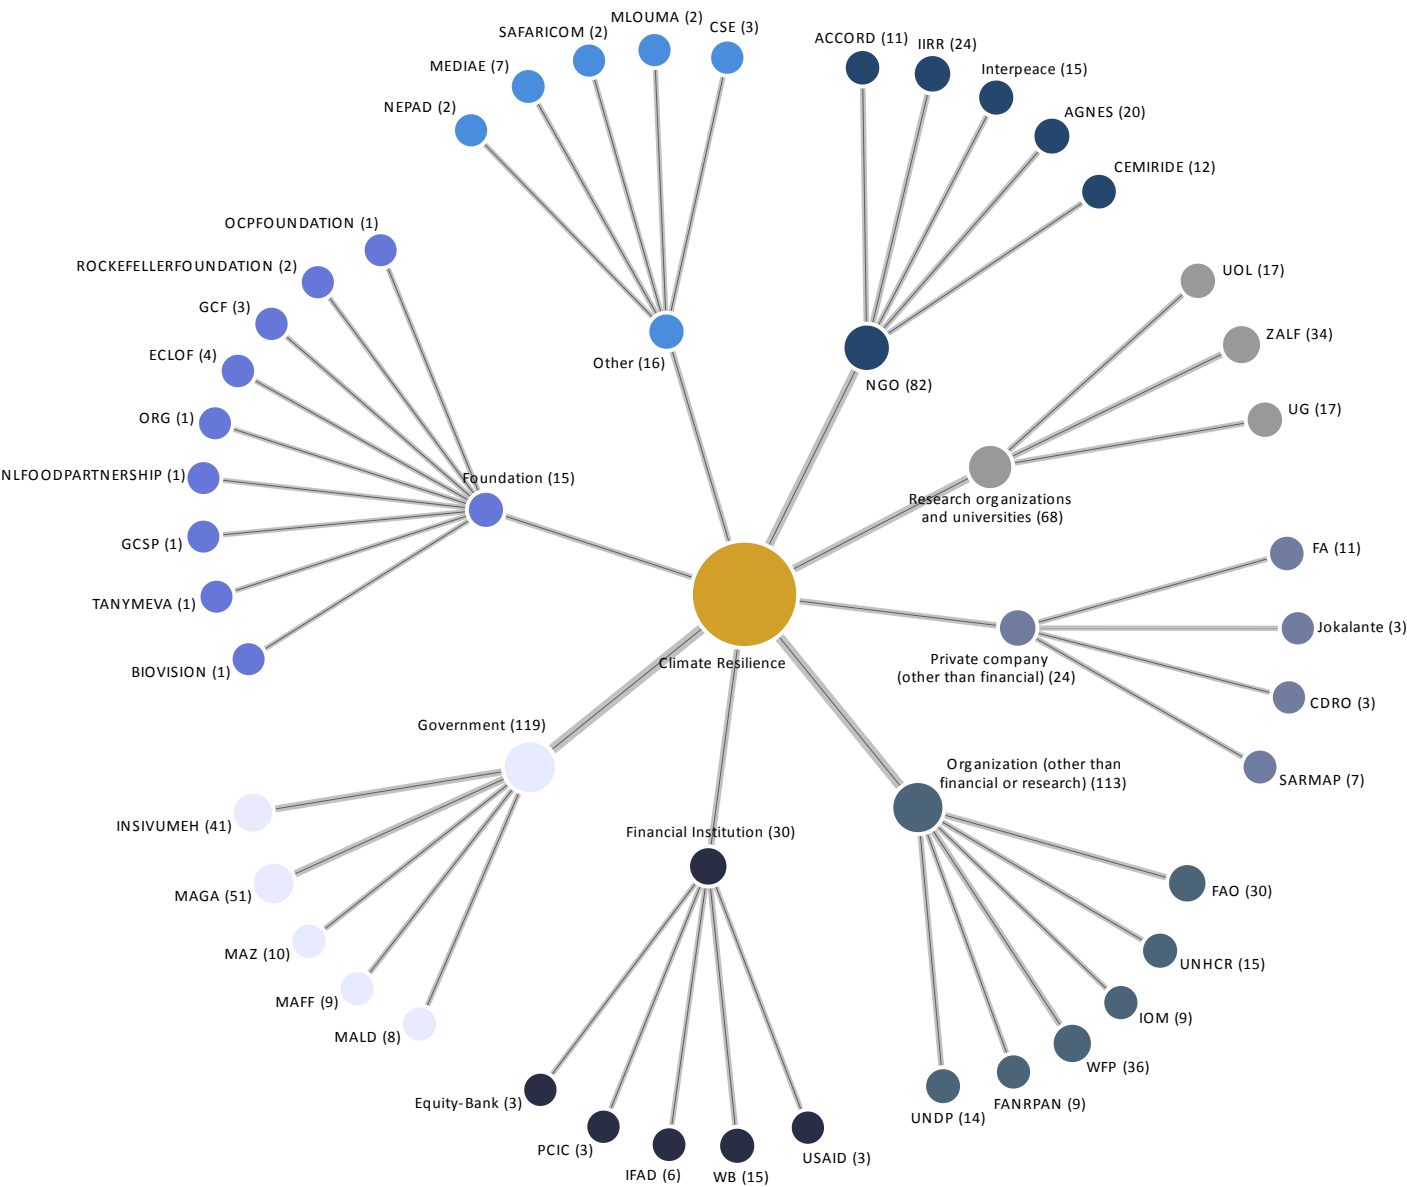 MLOUMA (2)
CSE (3)
SAFARICOM (2)
MEDIAE (7)
NEPAD (2)
ACCORD (11)
IIRR (24)
Interpeace (15)
AGNES (20)
CEMIRIDE (12)
OCPFOUNDATION (1)
ROCKEFELLERFOUNDATION (2)
GCF (3)
ECLOF (4)
ORG (1)
NLFOODPARTNERSHIP (1)
GCSP (1)
TANYMEVA (1)
BIOVISION (1)
Other (16)
NGO (82)
UOL (17)
ZALF (34)
UG (17)
Foundation (15)
Research organizations
and universities (68)
FA (11)
Jokalante (3)
CDRO (3)
SARMAP (7)
Private company
(other than financial) (24)
Climate Resilience
Government (119)
INSIVUMEH (41)
MAGA (51)
MAZ (10)
MAFF (9)
MALD (8)
Financial Institution (30)
Equity-Bank (3)
PCIC (3)
IFAD (6)
WB (15)
USAID (3)
Organization (other than
financial or research) (113)
FAO (30)
UNHCR (15)
IOM (9)
WFP (36)
FANRPAN (9)
UNDP (14)